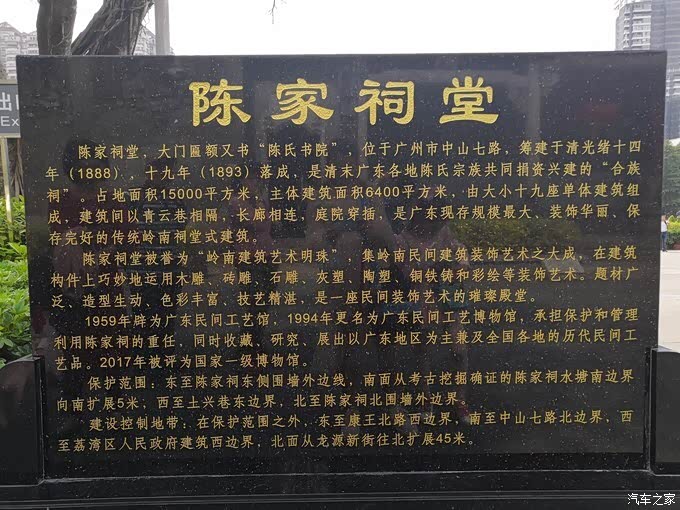 陈家祠堂
陈家祠堂，大门匾额又书“陈氏书院”，位于广州市中山七路，筹建于清光绪十四
年（1888），十九年（1893）落成，是清末广东各地陈氏宗族共同捐资兴建的“合族
祠”。占地面积15000平方米，主体建筑面积6400平方米，由大小十九座单体建筑组
成，建筑间以青云巷相隔，长廊相连，庭院穿插，是广东现存规模最大、装饰华丽、保
存完好的传统岭南祠堂式建筑。
陈家祠堂被誉为“岭南建筑艺术明珠”，集岭南民间建筑装饰艺术之大成，在建筑
构件上巧妙地运用木雕、砖雕、石雕、灰塑、陶塑、铜铁铸和彩绘等装饰艺术。题材广
泛、造型生动、色彩丰富、技艺精湛，是一座民间装饰艺术的璀璨殿堂。
1959年辟为广东民间工艺馆，1994年更名为广东民间工艺博物馆，承担保护和管理
利用陈家祠的重任，同时收藏、研究、展出以广东地区为主兼及全国各地的历代民间工
艺品。2017年被评为国家一级博物馆。
保护范围：东至陈家祠东侧围墙外边线，南面从考古挖掘确证的陈家祠水塘南边界
向南扩展5米，西至土兴巷东边界，北至陈家祠北围墙外边界。
建设控制地带：在保护范围之外，东至康王北路西边界，南至中山七路北边界，西
至荔湾区人民政府建筑西边界，北面从龙源新街往北扩展45米。
出口
Ex
汽车之家